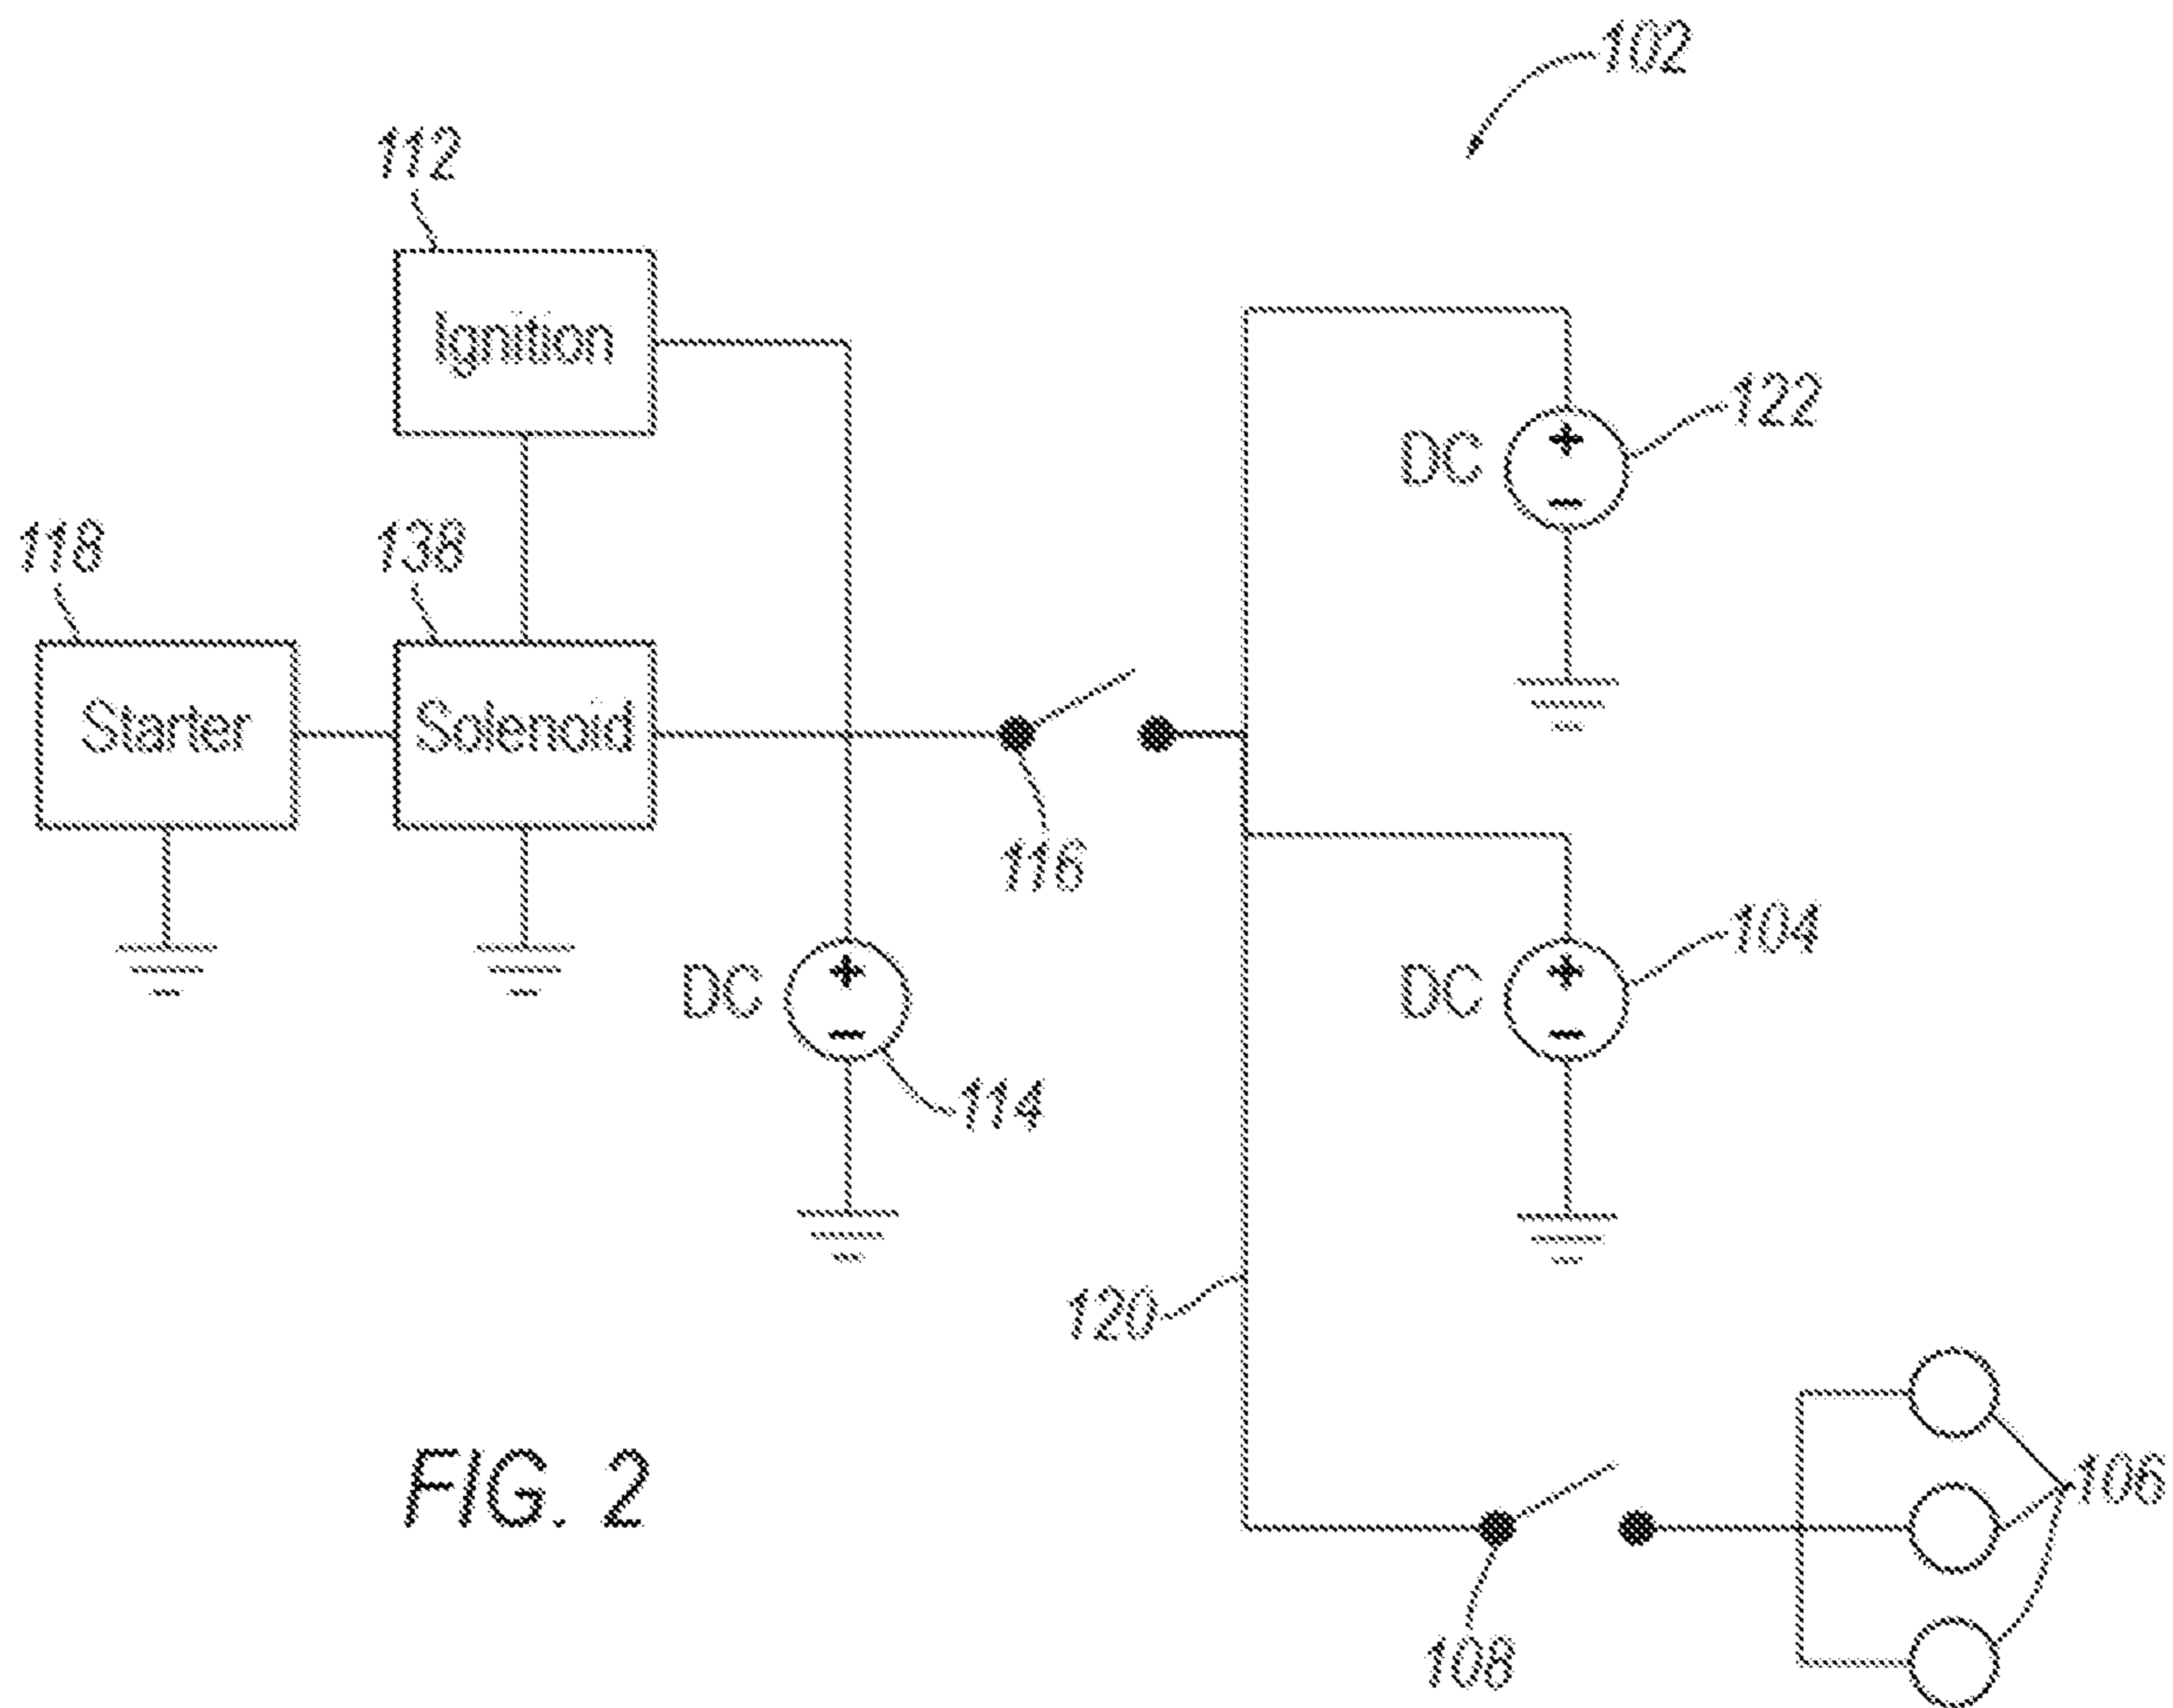 102
112
Ignition
122
DC
+
−
118
138
Starter
Solenoid
116
104
DC
+
−
DC
+
−
114
120
106
FIG. 2
108